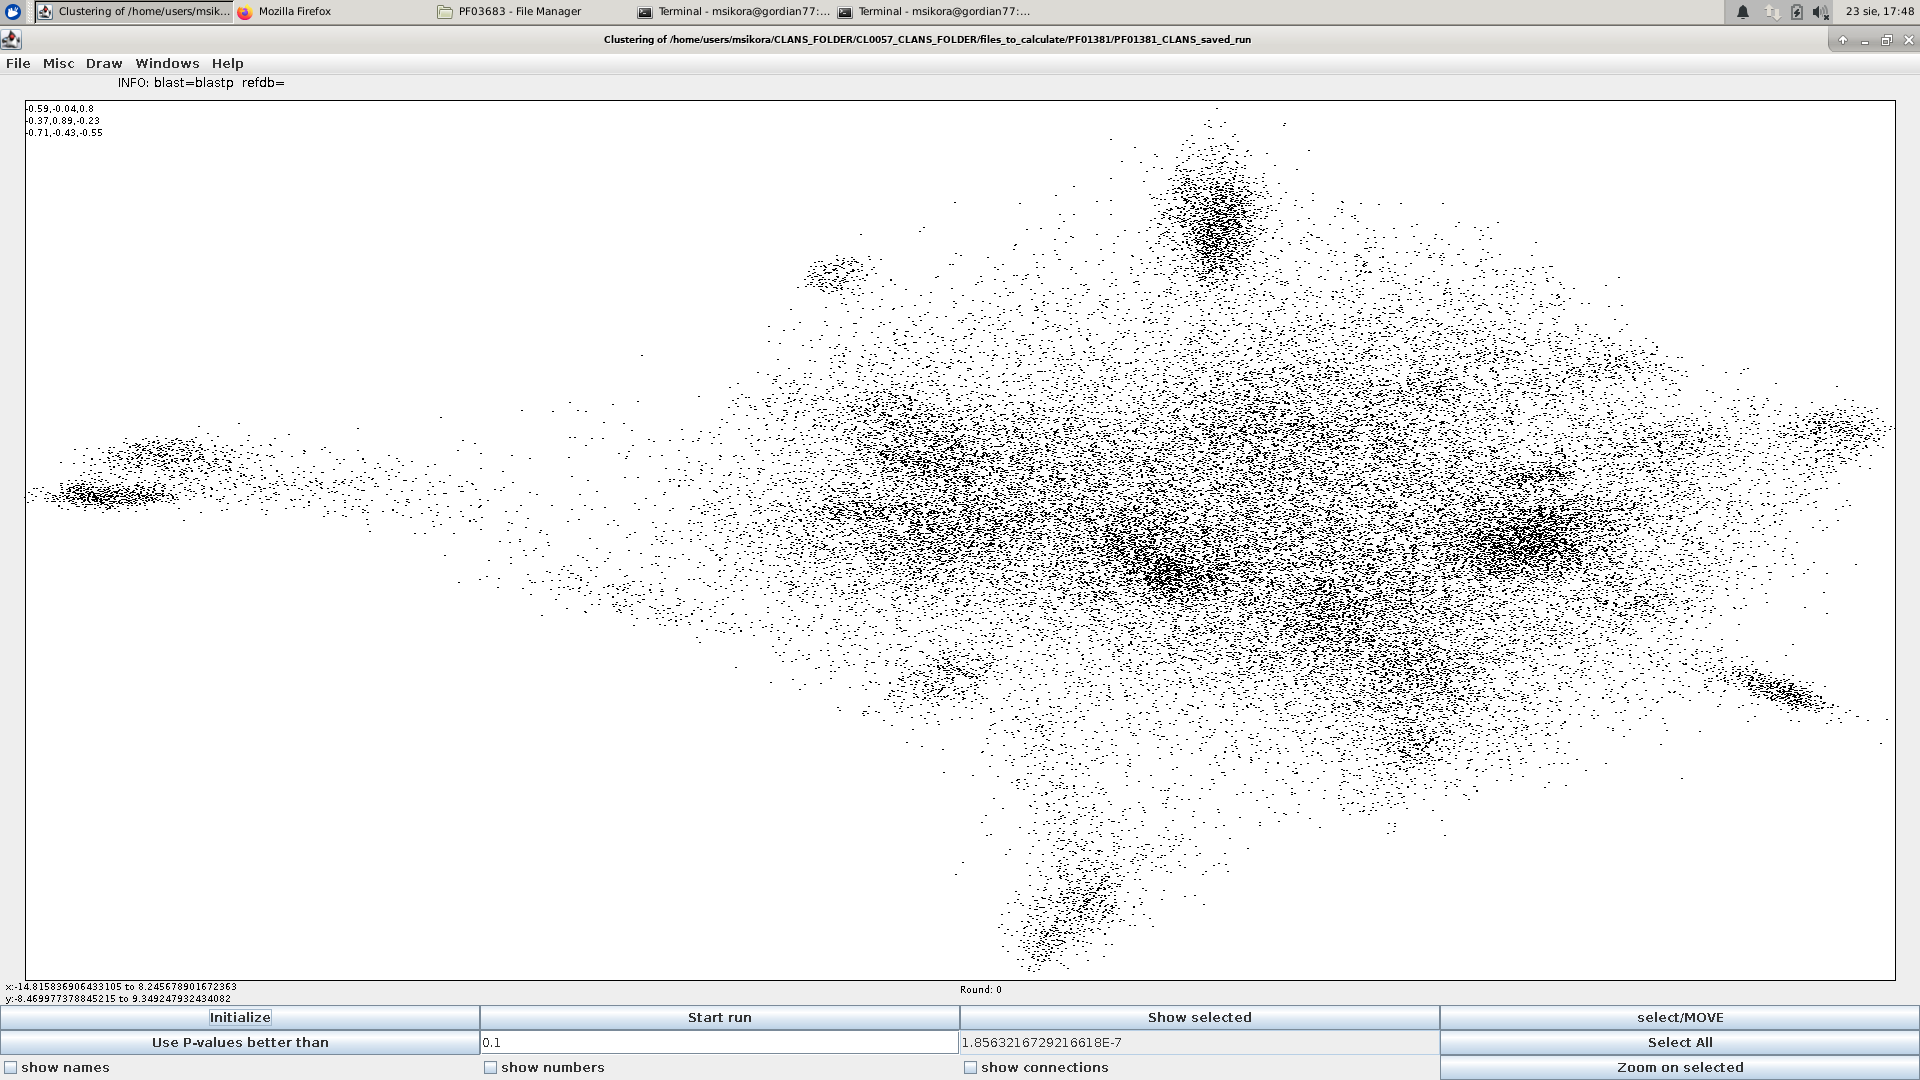 Clustering of /home/users/msik...
Mozilla Firefox
PF03683 - File Manager
Terminal - msikora@gordian77:...
Terminal - msikora@gordian77:...
23 sie, 17:48
Clustering of /home/users/msikora/CLANS_FOLDER/CL0057_CLANS_FOLDER/files_to_calculate/PF01381/PF01381_CLANS_saved_run
File Misc Draw Windows Help
INFO: blast=blastp refdb=
-0.59,-0.04,0.8
-0.37,0.89,-0.23
-0.71,-0.43,-0.55
x:-14.815836906433105 to 8.245678901672363
y:-8.469977378845215 to 9.349247932434082
Round: 0
Initialize
Start run
Show selected
select/MOVE
Use P-values better than
0.1
1.8563216729216618E-7
Select All
show names
show numbers
show connections
Zoom on selected